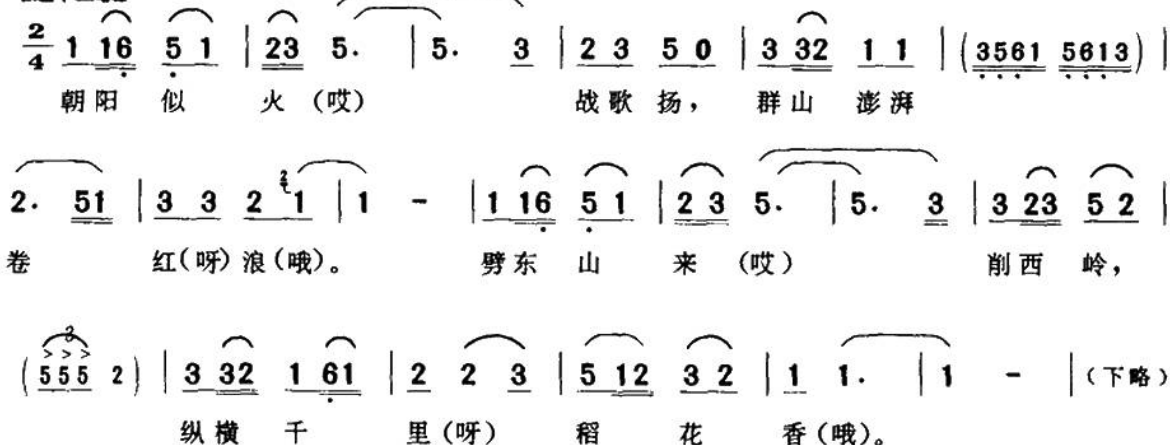 2/4 1 16 5 1 | 23 5. | 5. 3 | 2 3 5 0 | 3 32 1 1 | (3561 5613) |
朝阳 似 火(哎) 战歌 扬, 群山 澎湃
2. 51 | 3 3 2 1 | 1 - | 1 16 5 1 | 2 3 5. | 5. 3 | 3 23 5 2 |
卷 红(呀)浪(哦)。 劈东 山 来 (哎) 削西 岭,
(555 2) | 3 32 1 61 | 2 2 3 | 5 12 3 2 | 1 1. | 1 - | (下略)
纵横 千 里(呀) 稻 花 香(哦)。